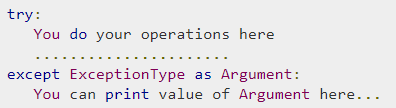 try:
   You do your operations here
   ......................
except ExceptionType as Argument:
   You can print value of Argument here...